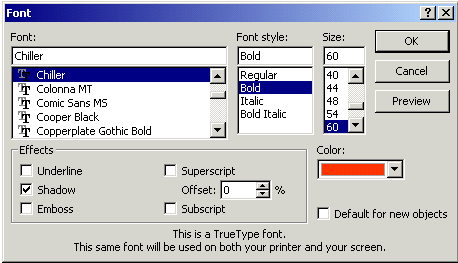 Font
Font: Font style: Size:
Chiller Bold 60 OK
Chiller Regular 40
Colonna MT Bold 44 Cancel
Comic Sans MS Italic 48
Cooper Black Bold Italic 54 Preview
Copperplate Gothic Bold 60
Effects Color:
Underline Superscript
Shadow Offset: 0 %
Emboss Subscript Default for new objects
This is a TrueType font.
This same font will be used on both your printer and your screen.